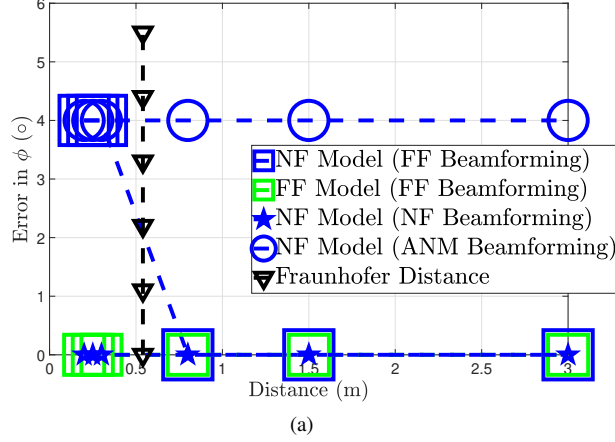 6
5
4
3
2
1
0
Error in ϕ (○)
NF Model (FF Beamforming)
FF Model (FF Beamforming)
NF Model (NF Beamforming)
NF Model (ANM Beamforming)
Fraunhofer Distance
0 0.5 1 1.5 2 2.5 3
Distance (m)
(a)